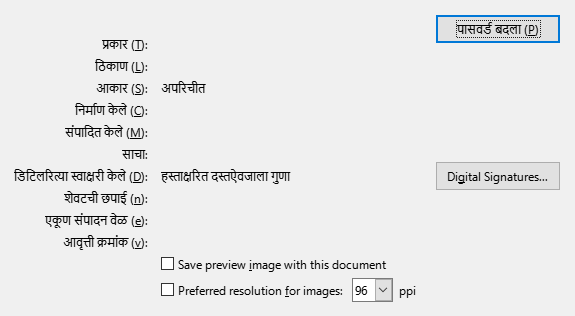 पासवर्ड बदला (P)
प्रकार (T):
ठिकाण (L):
आकार (S): अपरिचीत
निर्माण केले (C):
संपादित केले (M):
साचा:
डिटिलरित्या स्वाक्षरी केले (D): हस्ताक्षरित दस्तऐवजाला गुणा
Digital Signatures...
शेवटची छपाई (n):
एकूण संपादन वेळ (e):
आवृत्ती क्रमांक (v):
Save preview image with this document
Preferred resolution for images: 96 ppi